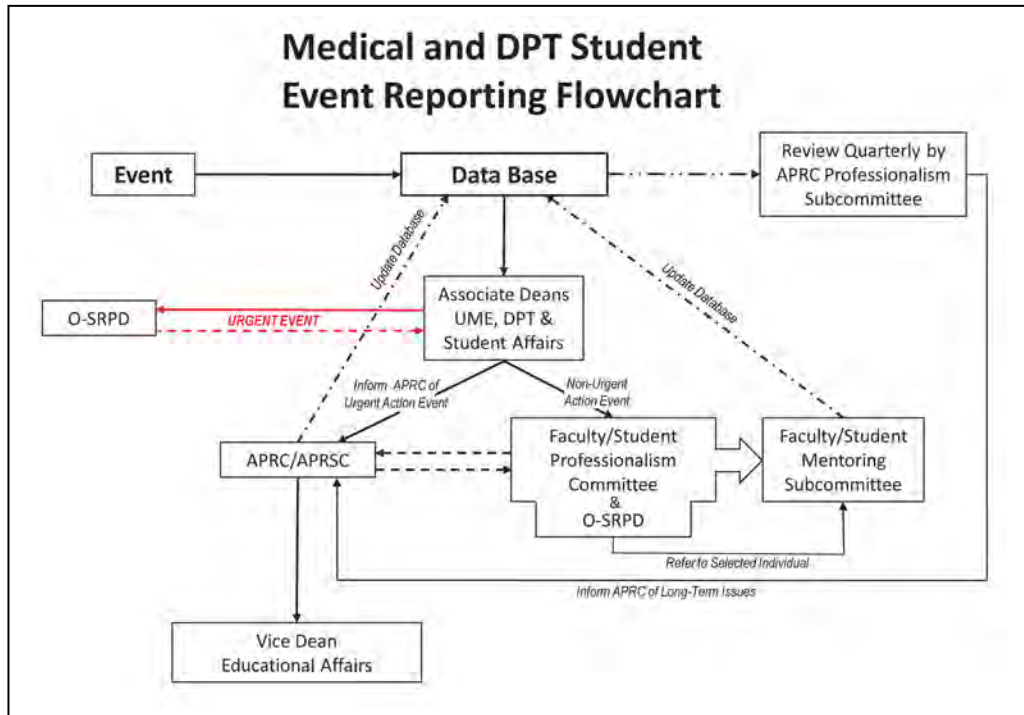 Medical and DPT Student
Event Reporting Flowchart
Event
Data Base
Review Quarterly by
APRC Professionalism
Subcommittee
Update Database
Update Database
O-SRPD
URGENT EVENT
Associate Deans
UME, DPT &
Student Affairs
Inform APRC of
Urgent Action Event
Non-Urgent
Action Event
APRC/APRSC
Faculty/Student
Professionalism
Committee
&
O-SRPD
Faculty/Student
Mentoring
Subcommittee
Refer to Selected Individual
Inform APRC of Long-Term Issues
Vice Dean
Educational Affairs